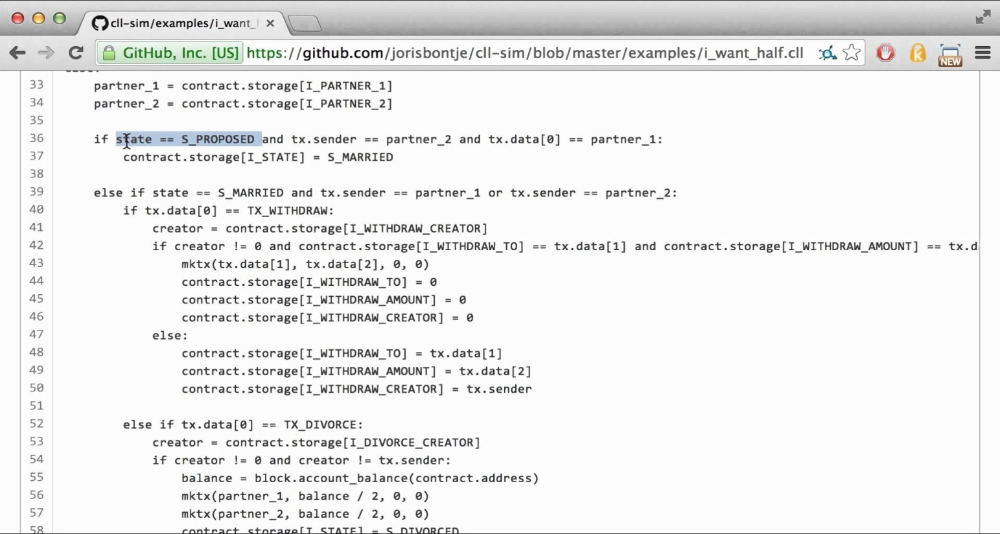 cll-sim/examples/i_want_
GitHub, Inc. [US] https://github.com/jorisbontje/cll-sim/blob/master/examples/i_want_half.cll
NEW
else:
33 partner_1 = contract.storage[I_PARTNER_1]
34 partner_2 = contract.storage[I_PARTNER_2]
35
36 if state == S_PROPOSED and tx.sender == partner_2 and tx.data[0] == partner_1:
37 contract.storage[I_STATE] = S_MARRIED
38
39 else if state == S_MARRIED and tx.sender == partner_1 or tx.sender == partner_2:
40 if tx.data[0] == TX_WITHDRAW:
41 creator = contract.storage[I_WITHDRAW_CREATOR]
42 if creator != 0 and contract.storage[I_WITHDRAW_TO] == tx.data[1] and contract.storage[I_WITHDRAW_AMOUNT] == tx.d
43 mktx(tx.data[1], tx.data[2], 0, 0)
44 contract.storage[I_WITHDRAW_TO] = 0
45 contract.storage[I_WITHDRAW_AMOUNT] = 0
46 contract.storage[I_WITHDRAW_CREATOR] = 0
47 else:
48 contract.storage[I_WITHDRAW_TO] = tx.data[1]
49 contract.storage[I_WITHDRAW_AMOUNT] = tx.data[2]
50 contract.storage[I_WITHDRAW_CREATOR] = tx.sender
51
52 else if tx.data[0] == TX_DIVORCE:
53 creator = contract.storage[I_DIVORCE_CREATOR]
54 if creator != 0 and creator != tx.sender:
55 balance = block.account_balance(contract.address)
56 mktx(partner_1, balance / 2, 0, 0)
57 mktx(partner_2, balance / 2, 0, 0)
58 contract.storage[I_STATE] = S_DIVORCED